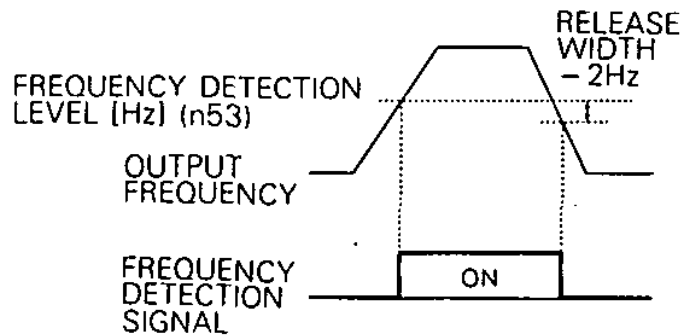 RELEASE
WIDTH
- 2Hz
FREQUENCY DETECTION
LEVEL (Hz) (n53)
OUTPUT
FREQUENCY
FREQUENCY
DETECTION
SIGNAL
ON